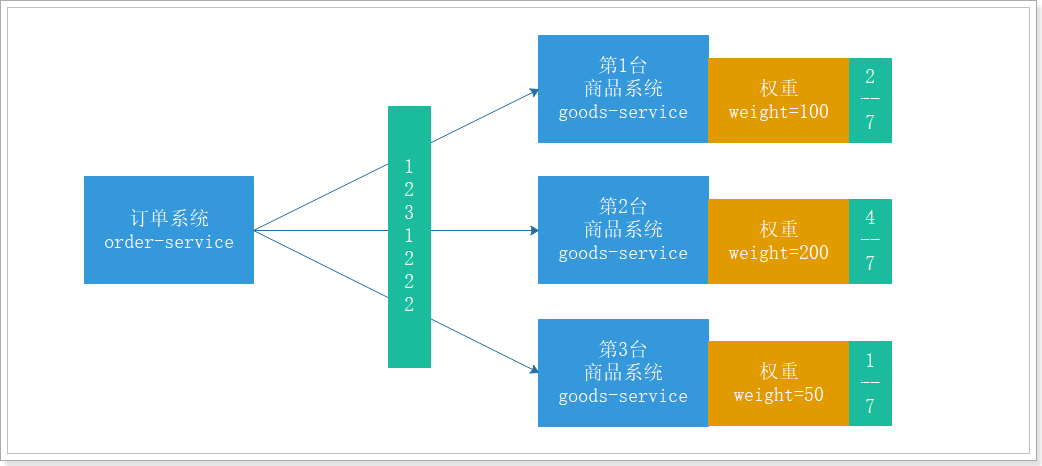 订单系统
order-service
1
2
3
1
2
2
2
第1台
商品系统
goods-service
权重
weight=100
2
--
7
第2台
商品系统
goods-service
权重
weight=200
4
--
7
第3台
商品系统
goods-service
权重
weight=50
1
--
7